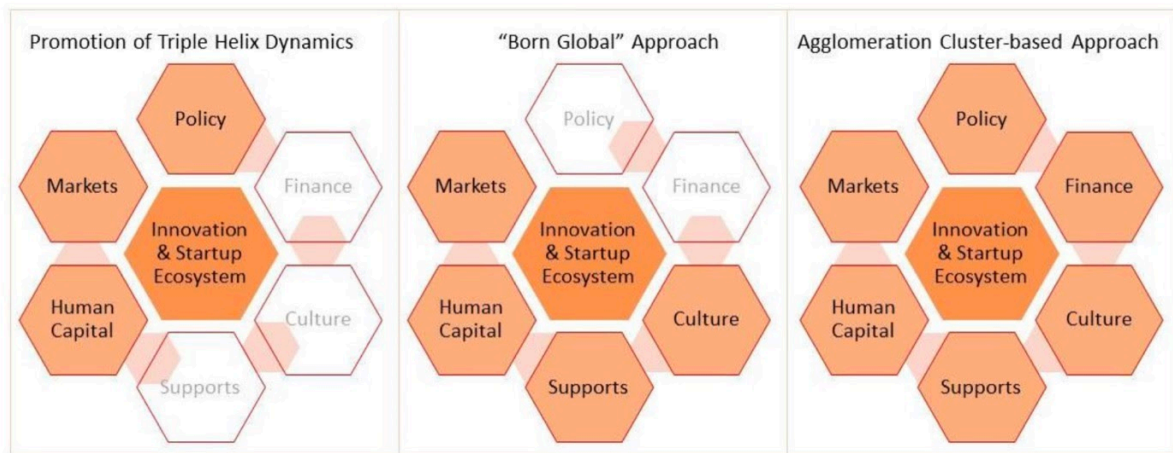 Promotion of Triple Helix Dynamics
Policy
Markets
Finance
Innovation
& Startup
Ecosystem
Human
Capital
Culture
Supports
“Born Global” Approach
Policy
Markets
Finance
Innovation
& Startup
Ecosystem
Human
Capital
Culture
Supports
Agglomeration Cluster-based Approach
Policy
Markets
Finance
Innovation
& Startup
Ecosystem
Human
Capital
Culture
Supports